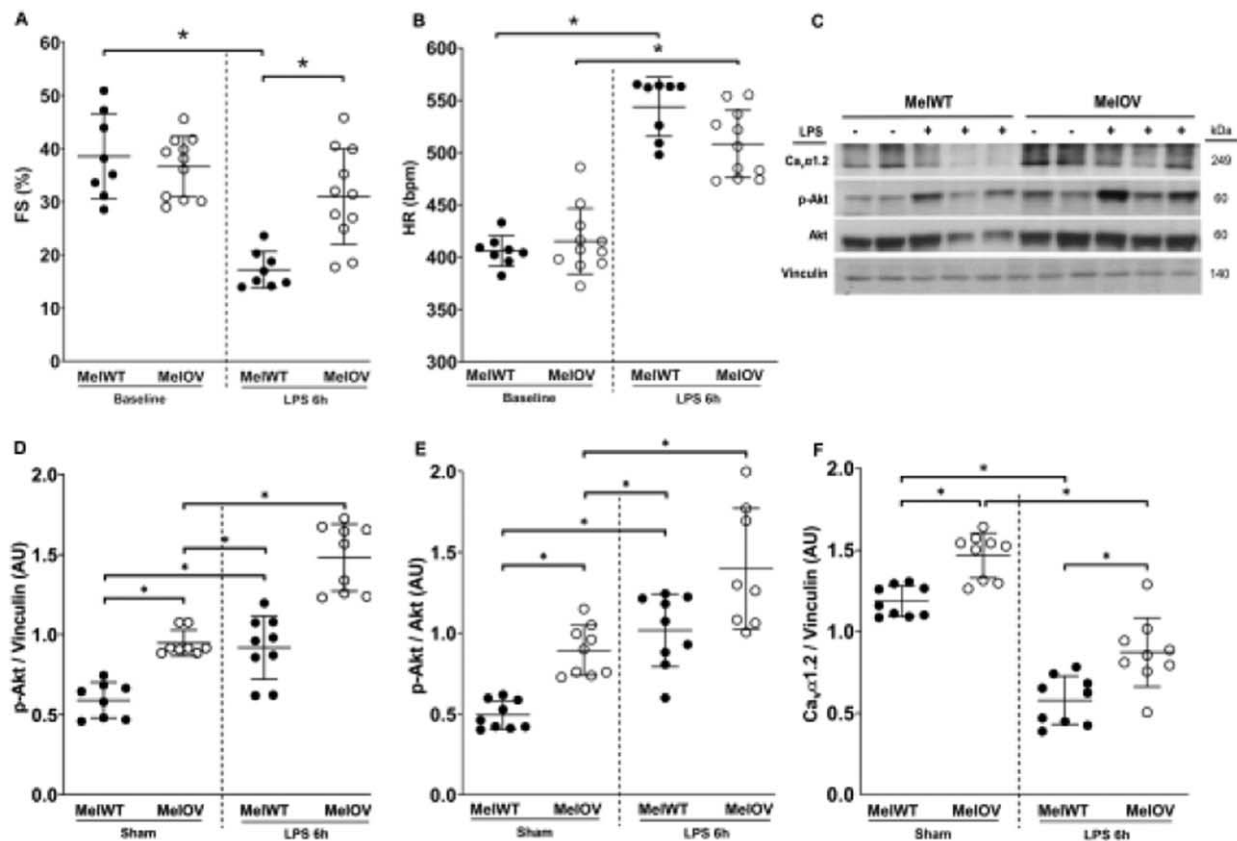 A
FS (%)
60
50
40
30
20
10
0
*
*
MelWT MelOV MelWT MelOV
Baseline LPS 6h
B
HR (bpm)
600
550
500
450
400
350
300
*
*
MelWT MelOV MelWT MelOV
Baseline LPS 6h
C
MelWT MelOV
LPS - - + + + - - + + + kDa
Cavα1.2 249
p-Akt 60
Akt 60
Vinculin 140
D
p-Akt / Vinculin (AU)
2.0
1.5
1.0
0.5
0.0
*
*
*
*
MelWT MelOV MelWT MelOV
Sham LPS 6h
E
p-Akt / Akt (AU)
2.0
1.5
1.0
0.5
0.0
*
*
*
*
MelWT MelOV MelWT MelOV
Sham LPS 6h
F
Cavα1.2 / Vinculin (AU)
2.0
1.5
1.0
0.5
0.0
*
*
*
*
MelWT MelOV MelWT MelOV
Sham LPS 6h